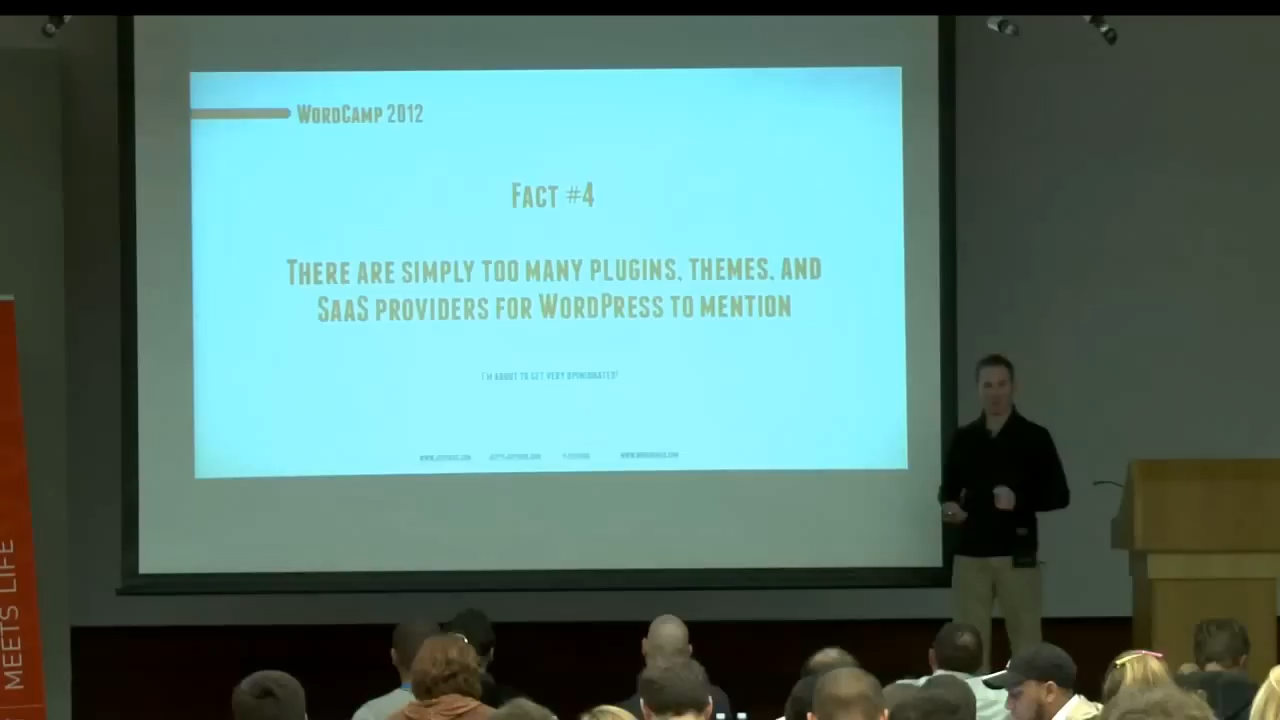 WordCamp 2012
Fact #4
There are simply too many plugins, themes, and
SaaS providers for WordPress to mention
I'm about to get very opinionated!
MEETS LIFE